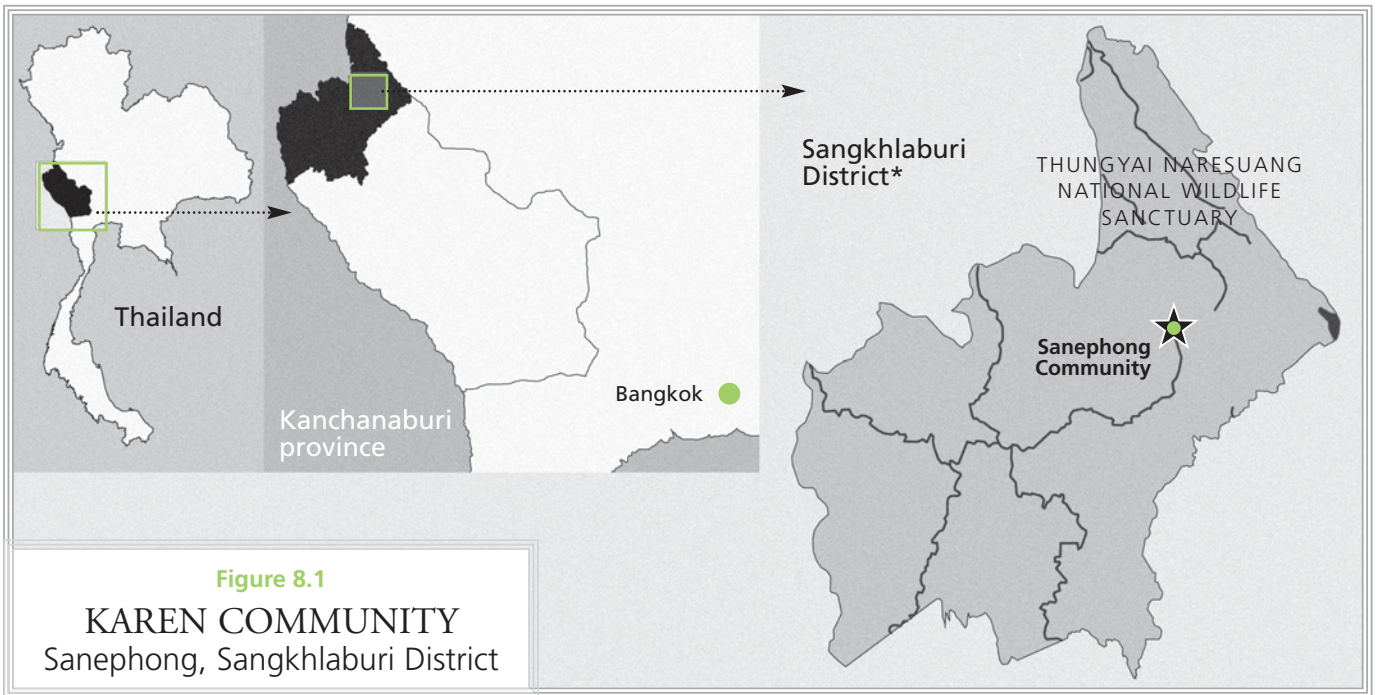 Thailand
Kanchanaburi
province
Bangkok
Sangkhlaburi
District*
THUNGYAI NARESUANG
NATIONAL WILDLIFE
SANCTUARY
Sanephong
Community
Figure 8.1
KAREN COMMUNITY
Sanephong, Sangkhlaburi District